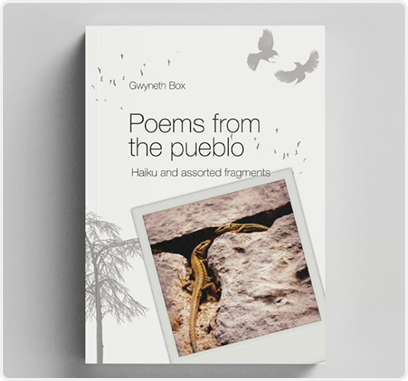 Gwyneth Box
Poems from
the pueblo
Haiku and assorted fragments